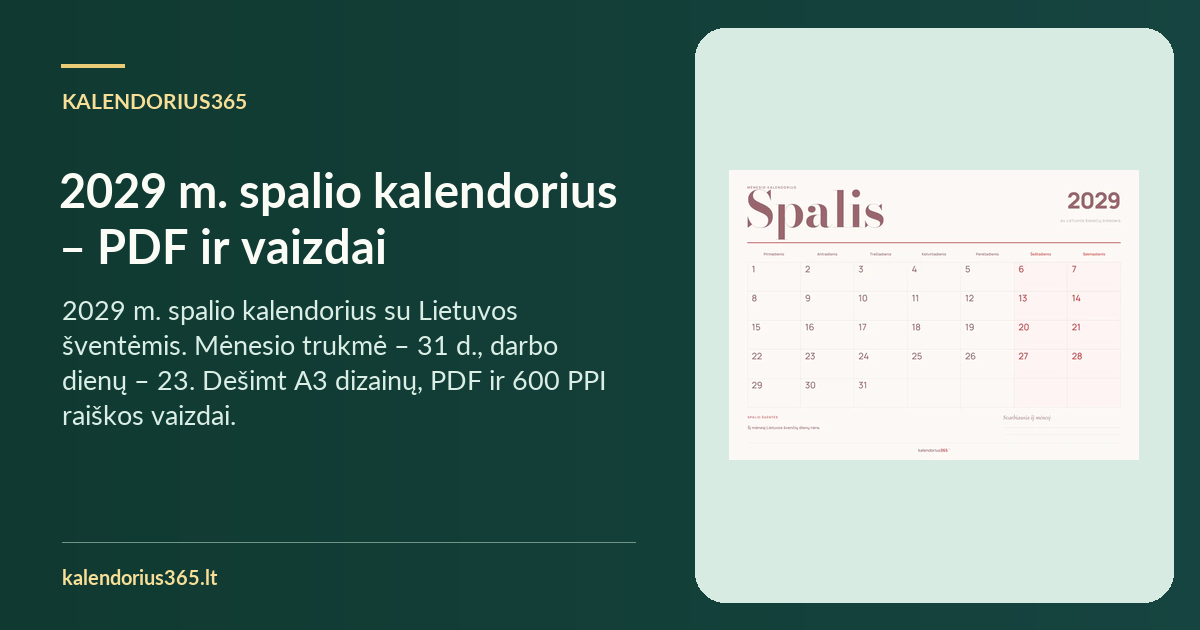 KALENDORIUS365
2029 m. spalio kalendorius
– PDF ir vaizdai
2029 m. spalio kalendorius su Lietuvos
šventėmis. Mėnesio trukmė – 31 d., darbo
dienų – 23. Dešimt A3 dizainų, PDF ir 600 PPI
raiškos vaizdai.
kalendorius365.lt
MĖNESIO KALENDORIUS
Spalis
2029
SU LIETUVOS ŠVENČIŲ DIENOMIS
Pirmadienis Antradienis Trečiadienis Ketvirtadienis Penktadienis Šeštadienis Sekmadienis
1 2 3 4 5 6 7
8 9 10 11 12 13 14
15 16 17 18 19 20 21
22 23 24 25 26 27 28
29 30 31
SPALIO ŠVENTĖS
Šį mėnesį Lietuvos švenčių dienų nėra.
Svarbiausia šį mėnesį
kalendorius365